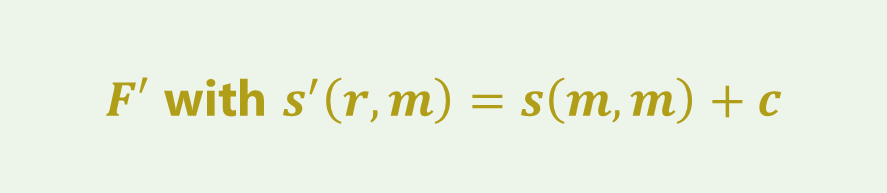 F′ with s′(r, m) = s(m, m) + c